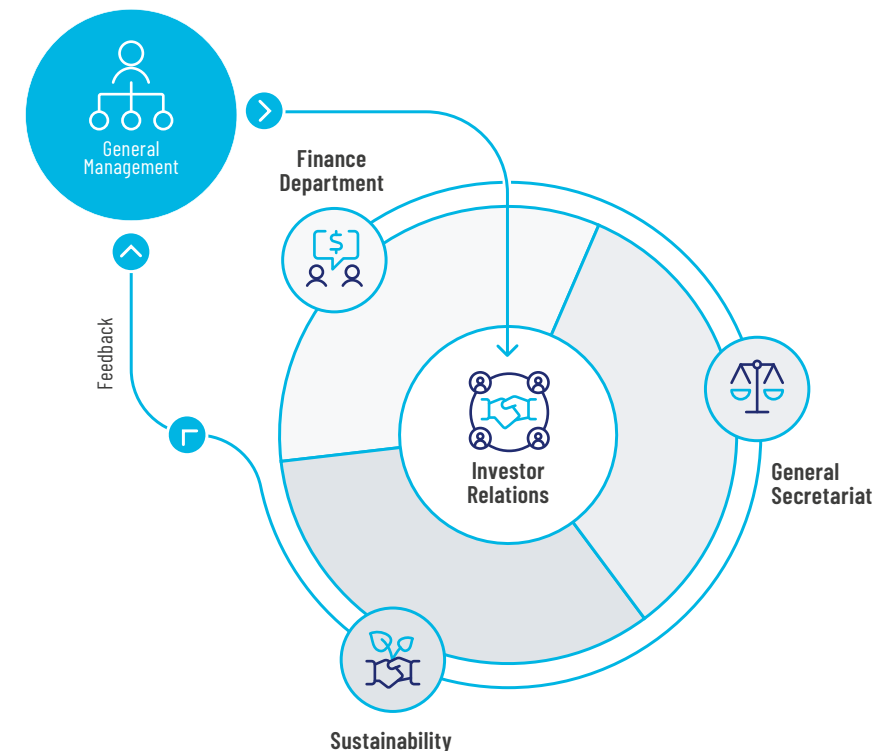 General
Management
Finance
Department
Feedback
Investor
Relations
General
Secretariat
Sustainability